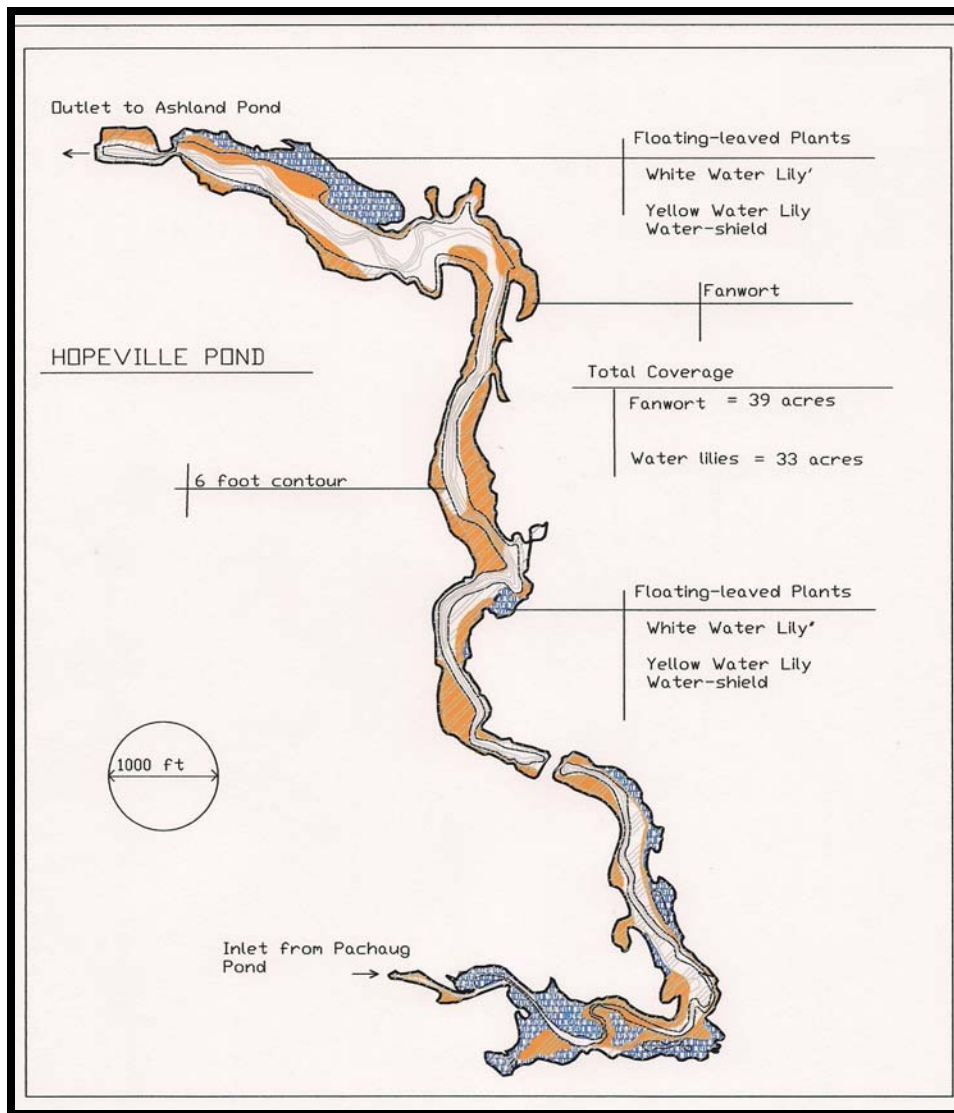 Outlet to Ashland Pond
Floating-leaved Plants
White Water Lily'
Yellow Water Lily
Water-shield
Fanwort
HOPEVILLE POND
Total Coverage
Fanwort = 39 acres
Water lilies = 33 acres
6 foot contour
Floating-leaved Plants
White Water Lily"
Yellow Water Lily
Water-shield
1000 ft
Inlet from Pachaug
Pond